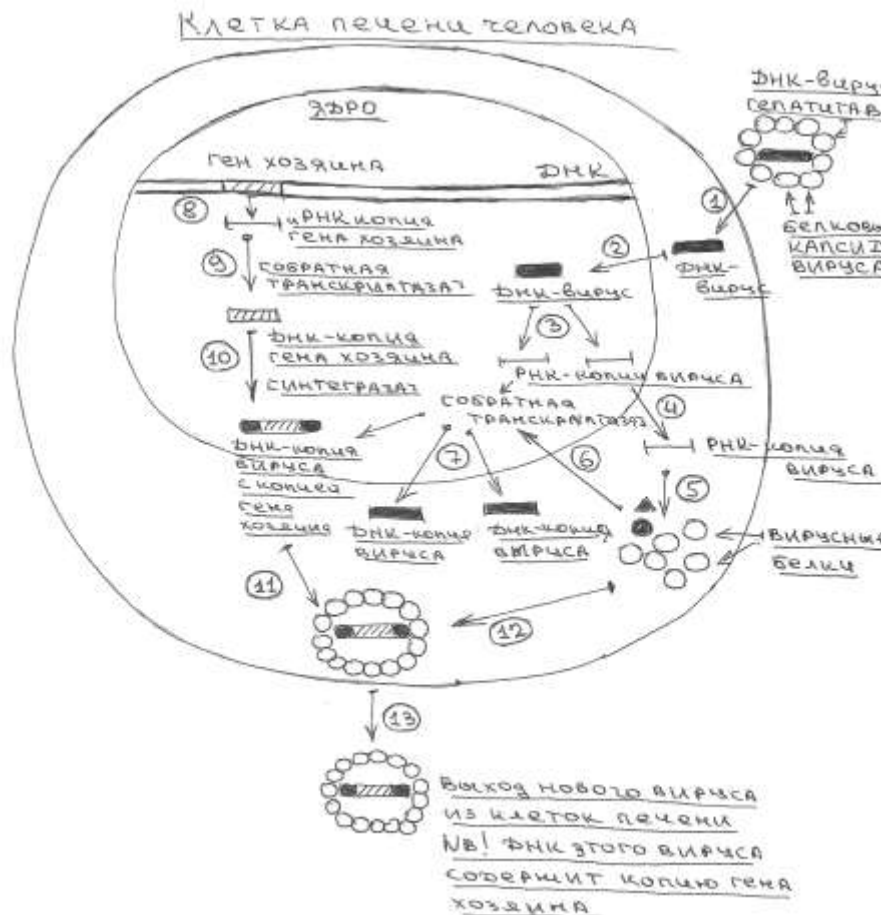 Клетка печени человека
ЯДРО
ДНК-вирус
гепатита В
ген хозяина
ДНК
8
иРНК копия
гена хозяина
1
2
белковы
капсид
вируса
ДНК-
вирус
9
<обратная
транскриптаза>
ДНК-вирус
3
10
ДНК-копия
гена хозяина
<интеграза>
РНК-копии вируса
4
<обратная
транскриптаза>
РНК-копия
вируса
ДНК-копия
вируса
с копией
гена
хозяина
7
6
5
ДНК-копия
вируса
ДНК-копия
вируса
вирусные
белки
11
12
13
Выход нового вируса
из клеток печени
NB! ДНК этого вируса
содержит копию гена
хозяина